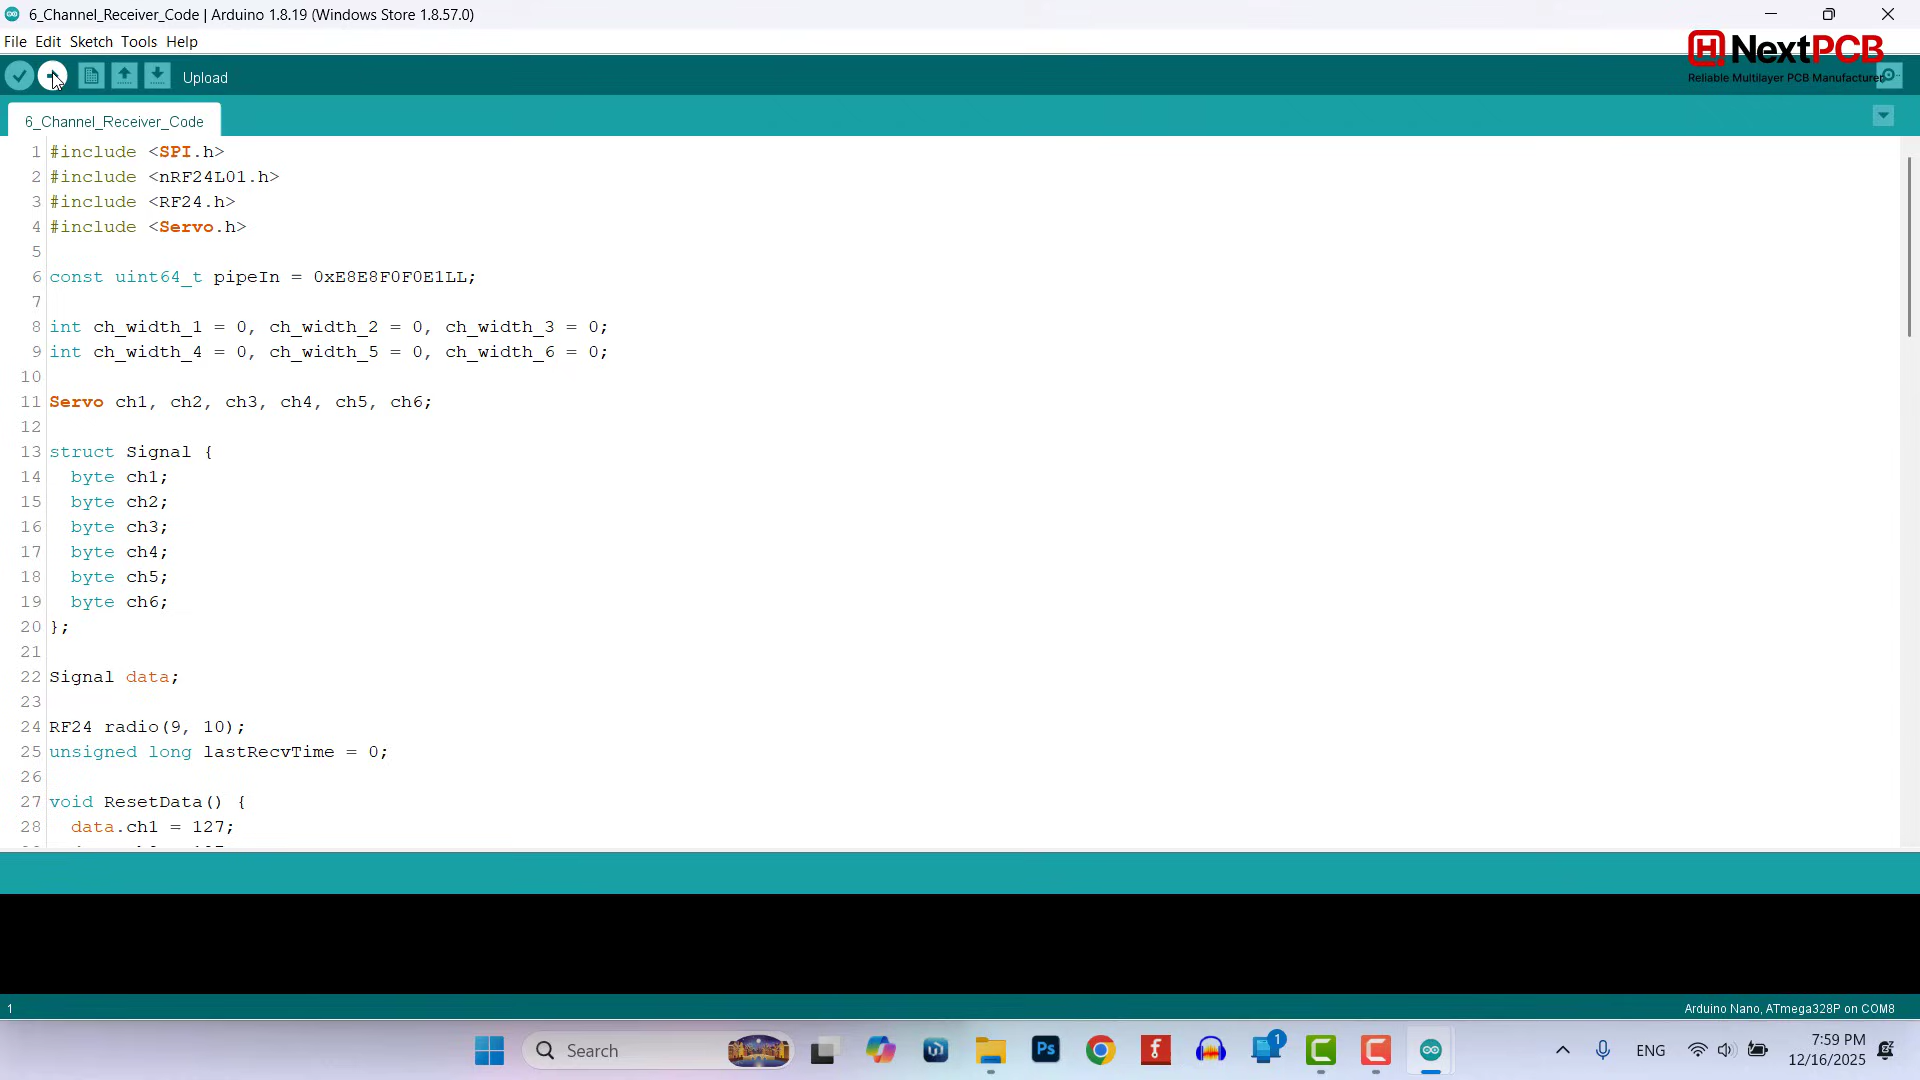 6_Channel_Receiver_Code | Arduino 1.8.19 (Windows Store 1.8.57.0)
File Edit Sketch Tools Help
NextPCB
Reliable Multilayer PCB Manufacturer
Upload
6_Channel_Receiver_Code
1 #include <SPI.h>
2 #include <nRF24L01.h>
3 #include <RF24.h>
4 #include <Servo.h>
5
6 const uint64_t pipeIn = 0xE8E8F0F0E1LL;
7
8 int ch_width_1 = 0, ch_width_2 = 0, ch_width_3 = 0;
9 int ch_width_4 = 0, ch_width_5 = 0, ch_width_6 = 0;
10
11 Servo ch1, ch2, ch3, ch4, ch5, ch6;
12
13 struct Signal {
14 byte ch1;
15 byte ch2;
16 byte ch3;
17 byte ch4;
18 byte ch5;
19 byte ch6;
20 };
21
22 Signal data;
23
24 RF24 radio(9, 10);
25 unsigned long lastRecvTime = 0;
26
27 void ResetData() {
28 data.ch1 = 127;
1
Arduino Nano, ATmega328P on COM8
Search
Ps
1
ENG
7:59 PM
12/16/2025